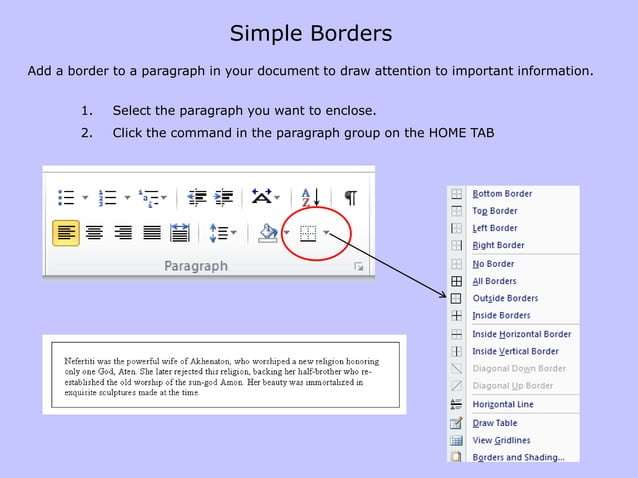 Simple Borders
Add a border to a paragraph in your document to draw attention to important information.
1. Select the paragraph you want to enclose.
2. Click the command in the paragraph group on the HOME TAB
A
Z
¶
Paragraph
Bottom Border
Top Border
Left Border
Right Border
No Border
All Borders
Outside Borders
Inside Borders
Inside Horizontal Border
Inside Vertical Border
Diagonal Down Border
Diagonal Up Border
Horizontal Line
Draw Table
View Gridlines
Borders and Shading...
Nefertiti was the powerful wife of Akhenaton, who worshiped a new religion honoring
only one God, Aten. She later rejected this religion, backing her half-brother who re-
established the old worship of the sun-god Amon. Her beauty was immortalized in
exquisite sculptures made at the time.